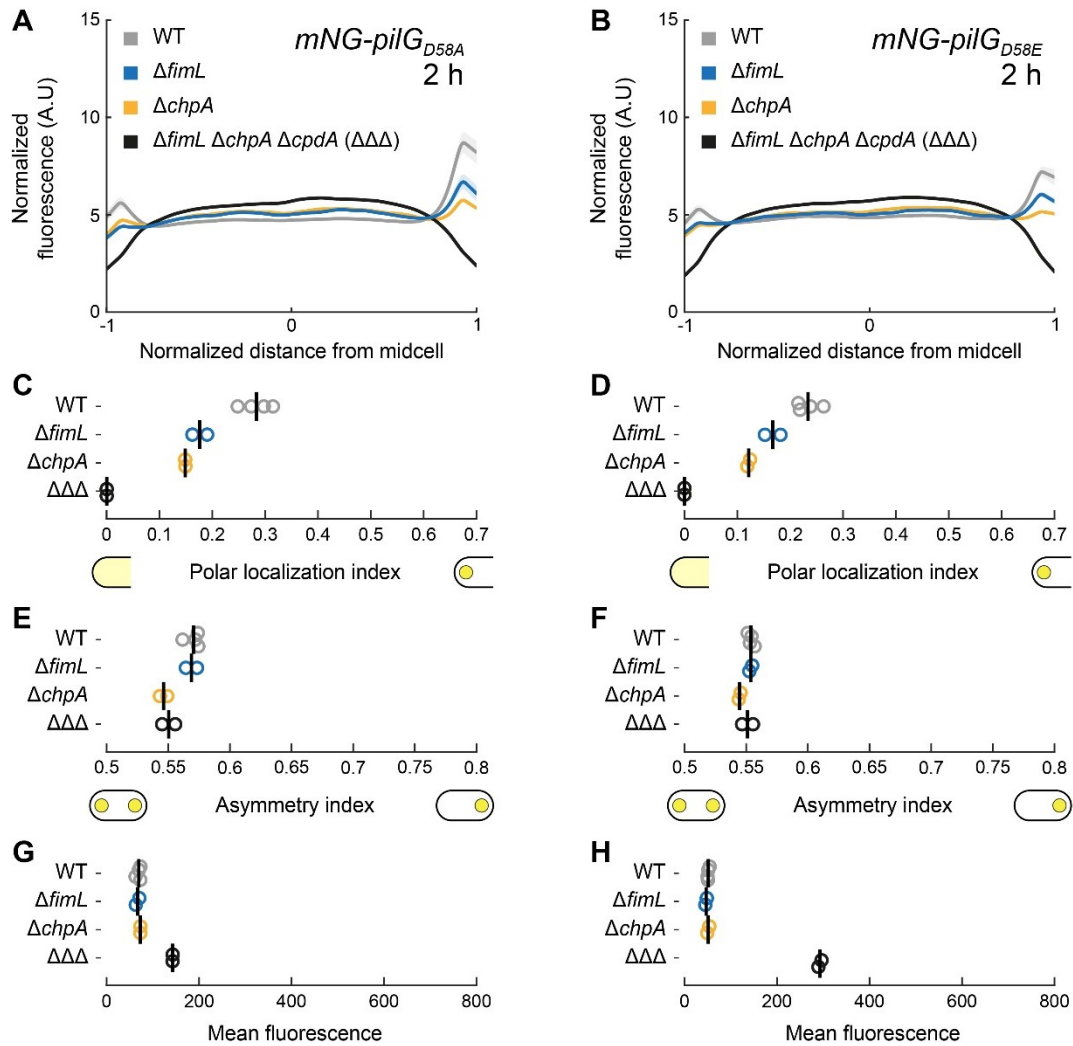 A
15
WT
ΔfimL
ΔchpA
ΔfimL ΔchpA ΔcpdA (ΔΔΔ)
mNG-pilG D58A
2 h
10
5
0
Normalized
fluorescence (A.U)
-1
0
1
Normalized distance from midcell
B
15
WT
ΔfimL
ΔchpA
ΔfimL ΔchpA ΔcpdA (ΔΔΔ)
mNG-pilG D58E
2 h
10
5
0
Normalized
fluorescence (A.U)
-1
0
1
Normalized distance from midcell
C
WT
ΔfimL
ΔchpA
ΔΔΔ
0 0.1 0.2 0.3 0.4 0.5 0.6 0.7
Polar localization index
D
WT
ΔfimL
ΔchpA
ΔΔΔ
0 0.1 0.2 0.3 0.4 0.5 0.6 0.7
Polar localization index
E
WT
ΔfimL
ΔchpA
ΔΔΔ
0.5 0.55 0.6 0.65 0.7 0.75 0.8
Asymmetry index
F
WT
ΔfimL
ΔchpA
ΔΔΔ
0.5 0.55 0.6 0.65 0.7 0.75 0.8
Asymmetry index
G
WT
ΔfimL
ΔchpA
ΔΔΔ
0 200 400 600 800
Mean fluorescence
H
WT
ΔfimL
ΔchpA
ΔΔΔ
0 200 400 600 800
Mean fluorescence